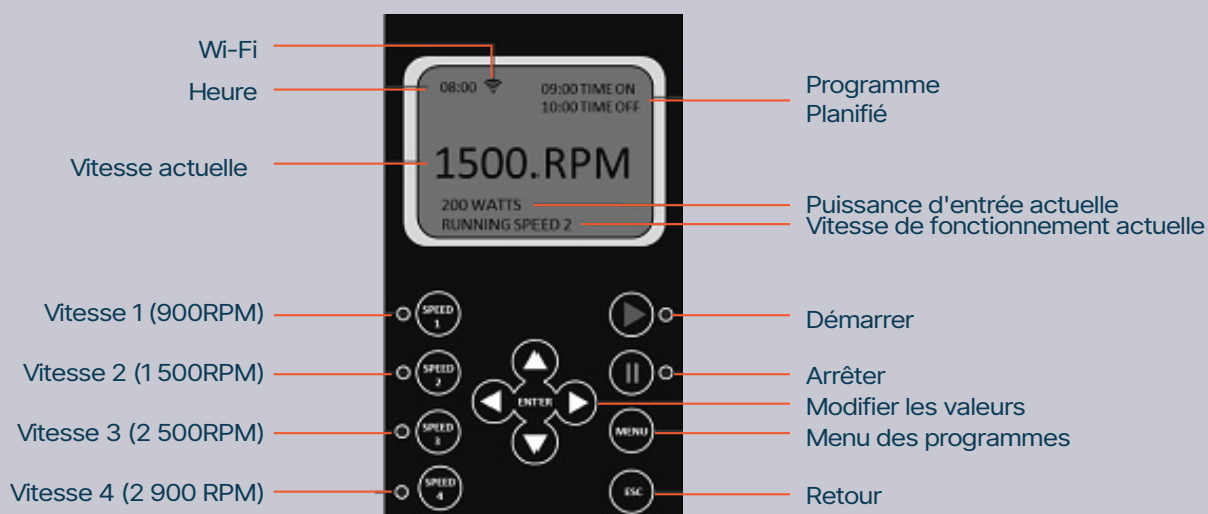 Wi-Fi
Heure
Vitesse actuelle
08:00
09:00 TIME ON
10:00 TIME OFF
1500.RPM
200 WATTS
RUNNING SPEED 2
Programme
Planifié
Puissance d'entrée actuelle
Vitesse de fonctionnement actuelle
Vitesse 1 (900RPM)
Vitesse 2 (1 500RPM)
Vitesse 3 (2 500RPM)
Vitesse 4 (2 900 RPM)
SPEED
1
SPEED
2
SPEED
3
SPEED
4
ENTER
MENU
ESC
Démarrer
Arrêter
Modifier les valeurs
Menu des programmes
Retour